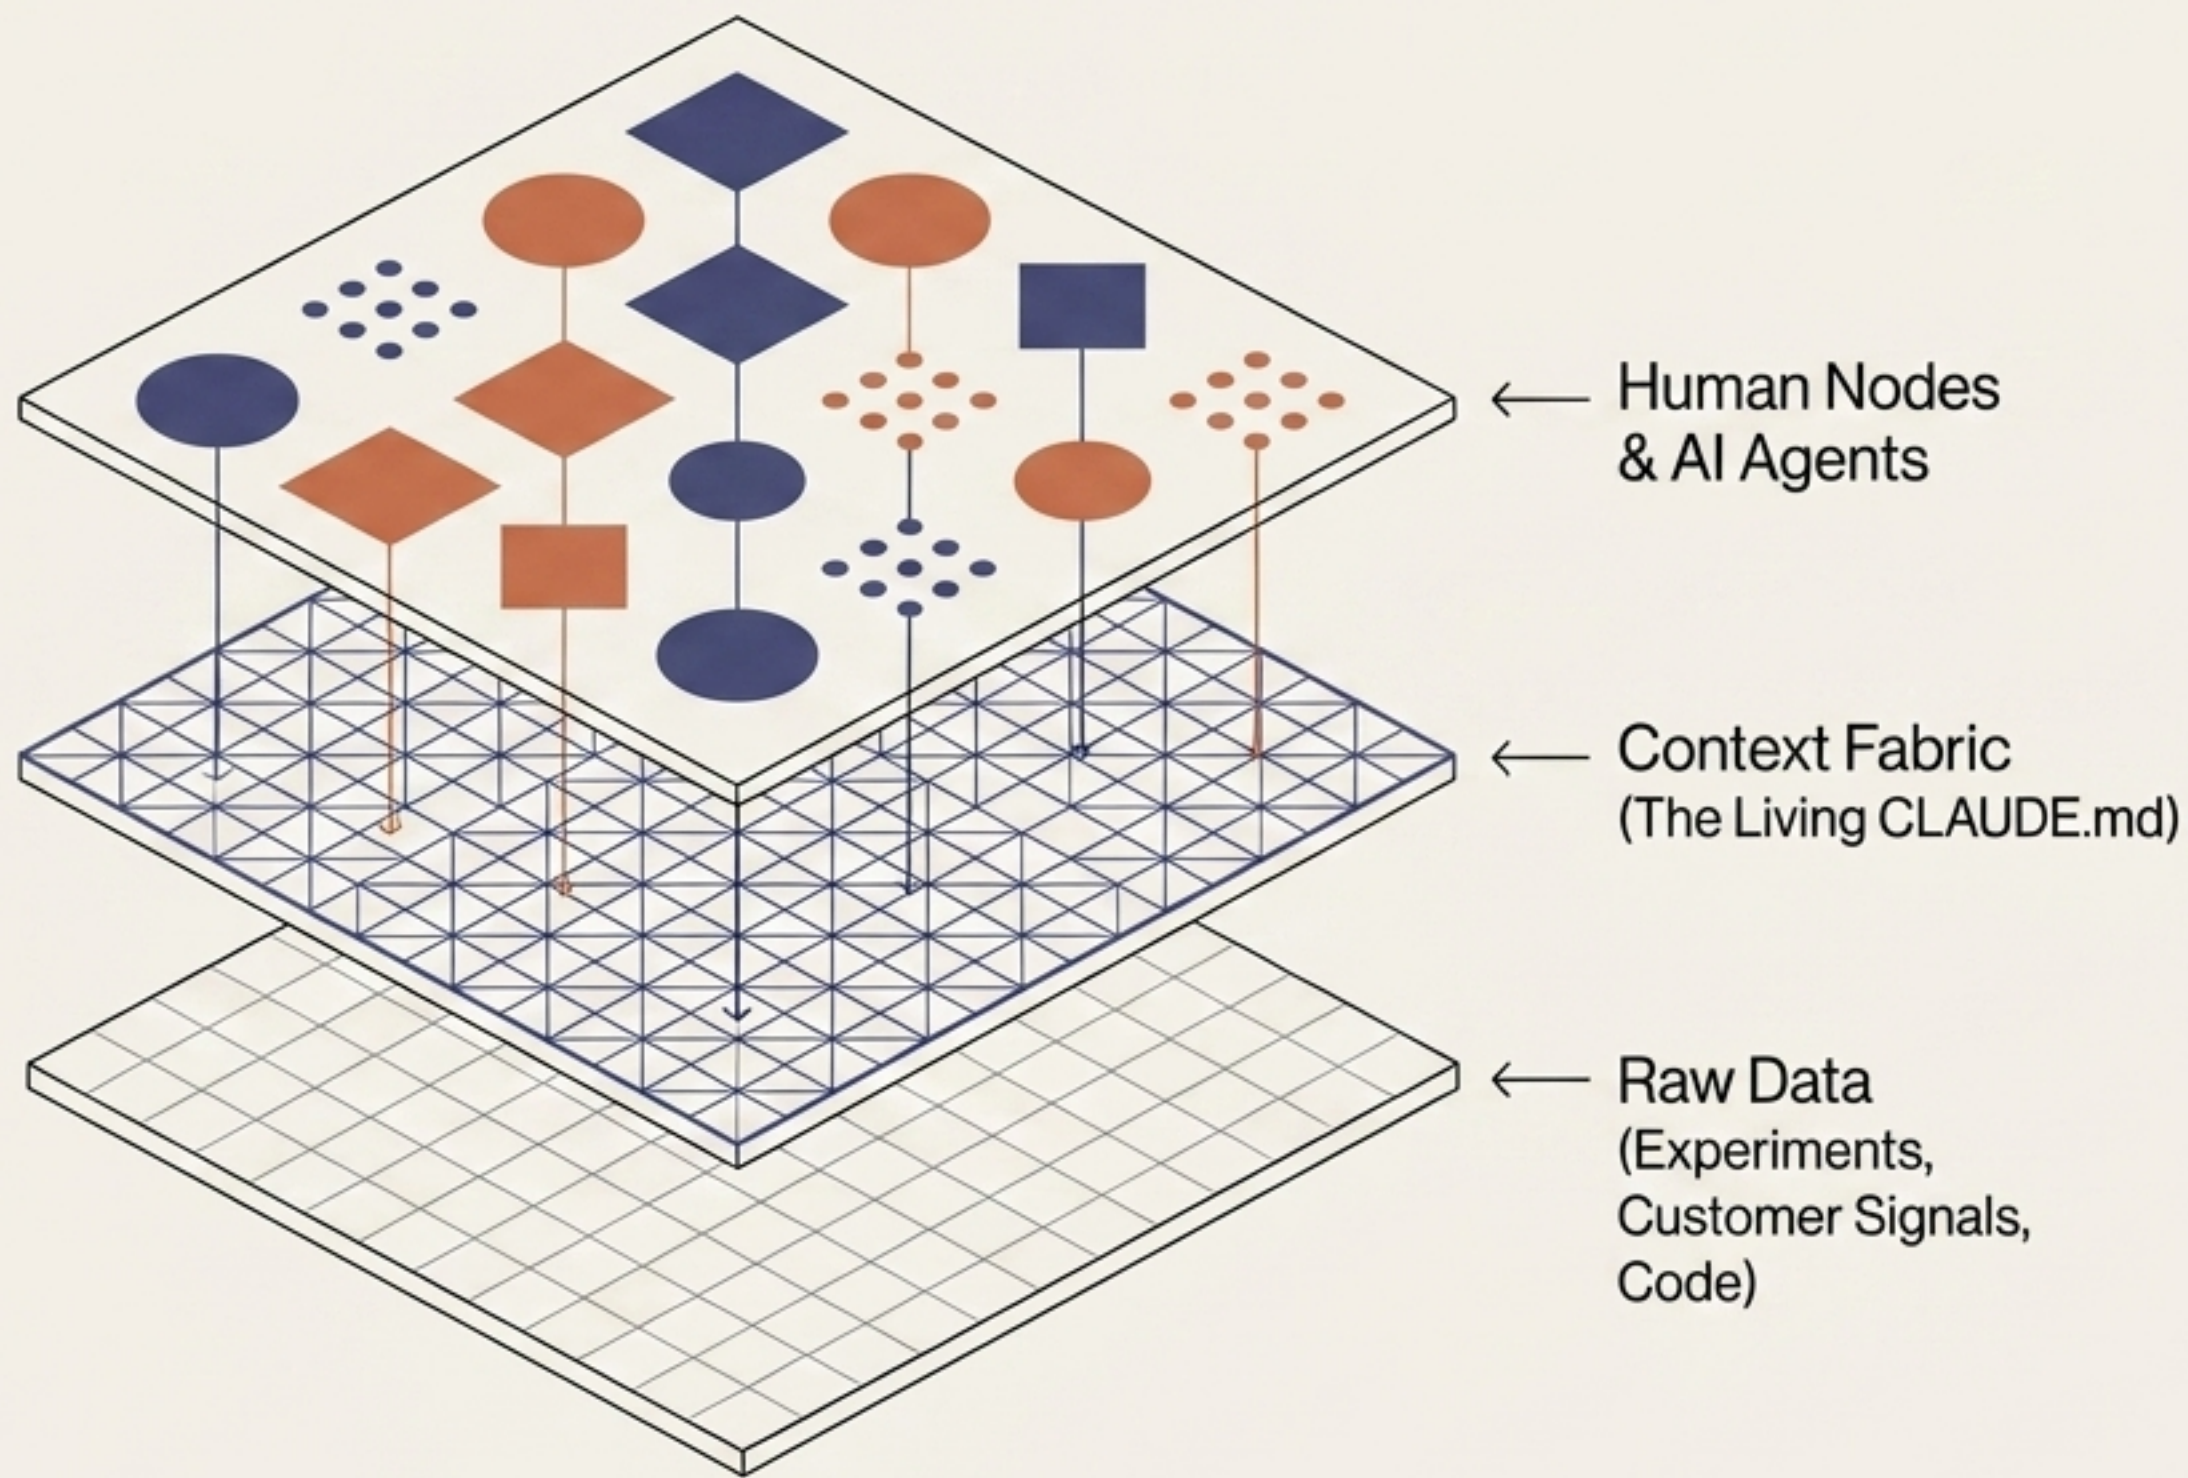 Human Nodes
& AI Agents
Context Fabric
(The Living CLAUDE.md)
Raw Data
(Experiments,
Customer Signals,
Code)